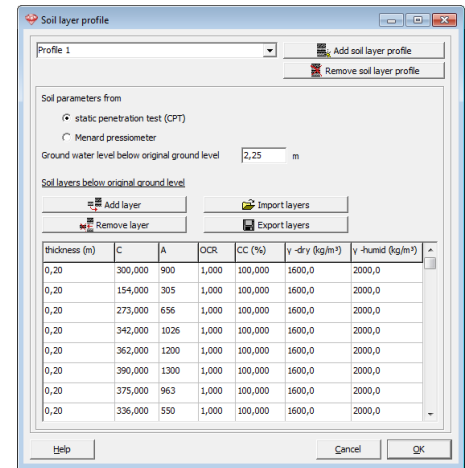 Soil layer profile
Profile 1
Add soil layer profile
Remove soil layer profile
Soil parameters from
static penetration test (CPT)
Menard pressiometer
Ground water level below original ground level 2,25 m
Soil layers below original ground level
Add layer Import layers
Remove layer Export layers
thickness (m) C A OCR CC (%) γ -dry (kg/m³) γ -humid (kg/m³)
0,20 300,000 900 1,000 100,000 1600,0 2000,0
0,20 154,000 305 1,000 100,000 1600,0 2000,0
0,20 273,000 656 1,000 100,000 1600,0 2000,0
0,20 342,000 1026 1,000 100,000 1600,0 2000,0
0,20 362,000 1200 1,000 100,000 1600,0 2000,0
0,20 390,000 1300 1,000 100,000 1600,0 2000,0
0,20 375,000 963 1,000 100,000 1600,0 2000,0
0,20 336,000 550 1,000 100,000 1600,0 2000,0
Help Cancel OK